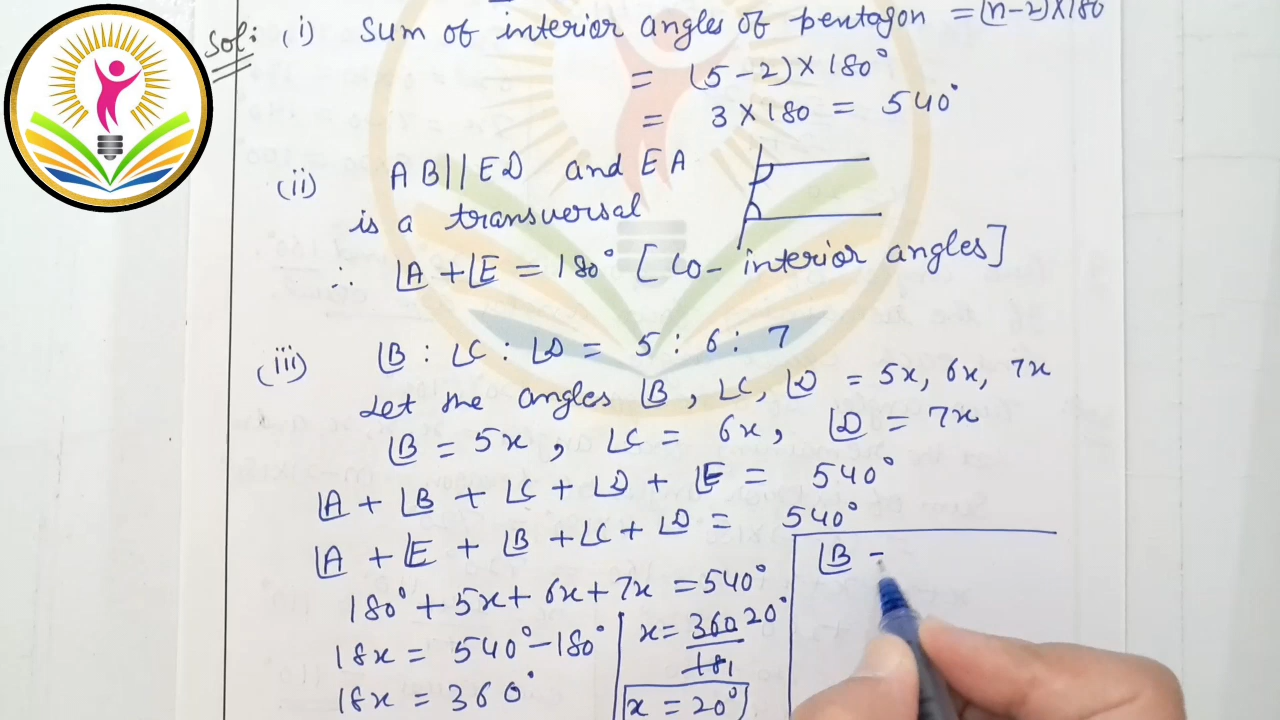 Sol: (i) Sum of interior angles of pentagon = (n-2)×180
= (5-2)×180°
= 3×180 = 540°
(ii) AB||ED and EA
is a transversal
∴ ∠A + ∠E = 180° [Co-interior angles]
(iii) ∠B : ∠C : ∠D = 5 : 6 : 7
Let the angles ∠B, ∠C, ∠D = 5x, 6x, 7x
∠B = 5x, ∠C = 6x, ∠D = 7x
∠A + ∠B + ∠C + ∠D + ∠E = 540°
∠A + ∠E + ∠B + ∠C + ∠D = 540°
180° + 5x + 6x + 7x = 540°
18x = 540° - 180°
18x = 360°
x = 360/18 20°
1
x = 20°
∠B =